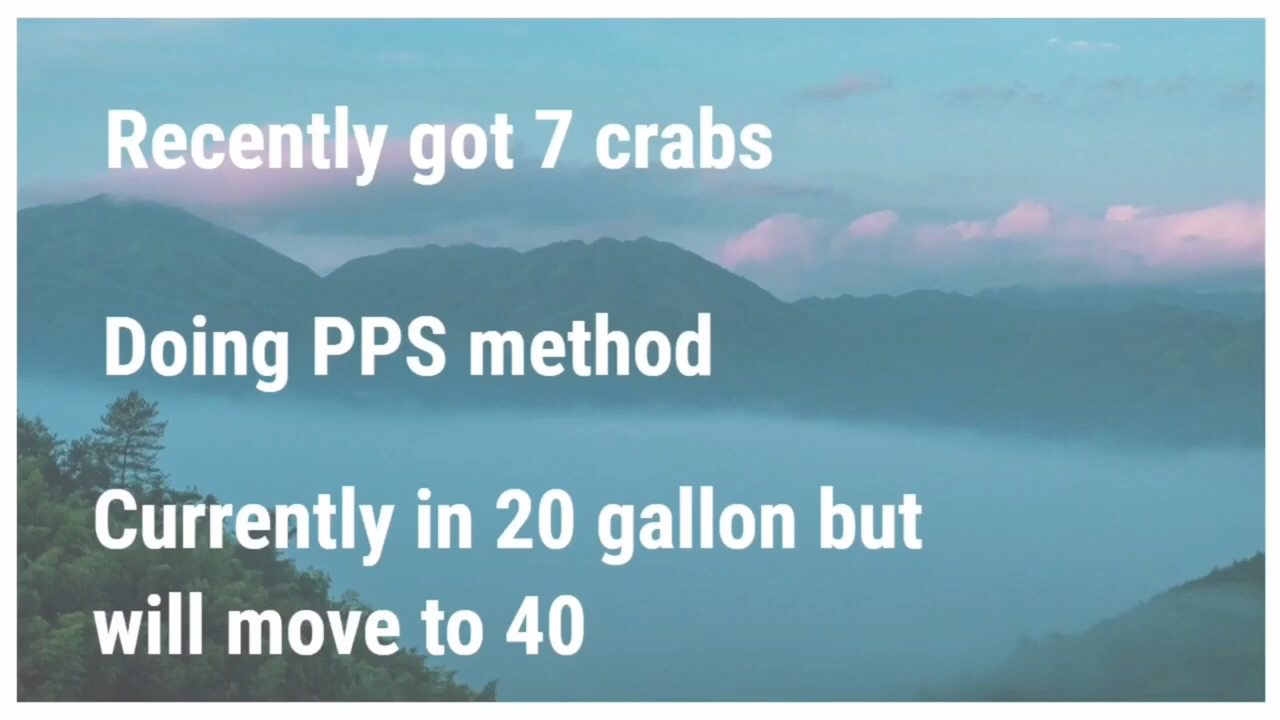 Recently got 7 crabs
Doing PPS method
Currently in 20 gallon but
will move to 40